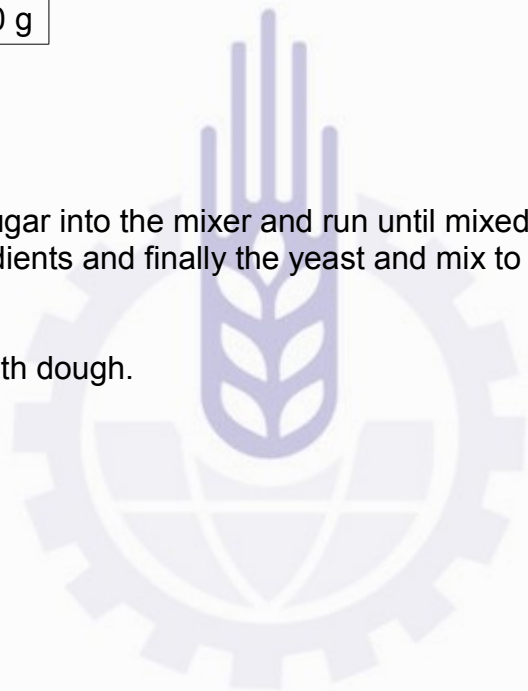 0 g
ugar into the mixer and run until mixed
dients and finally the yeast and mix to
th dough.